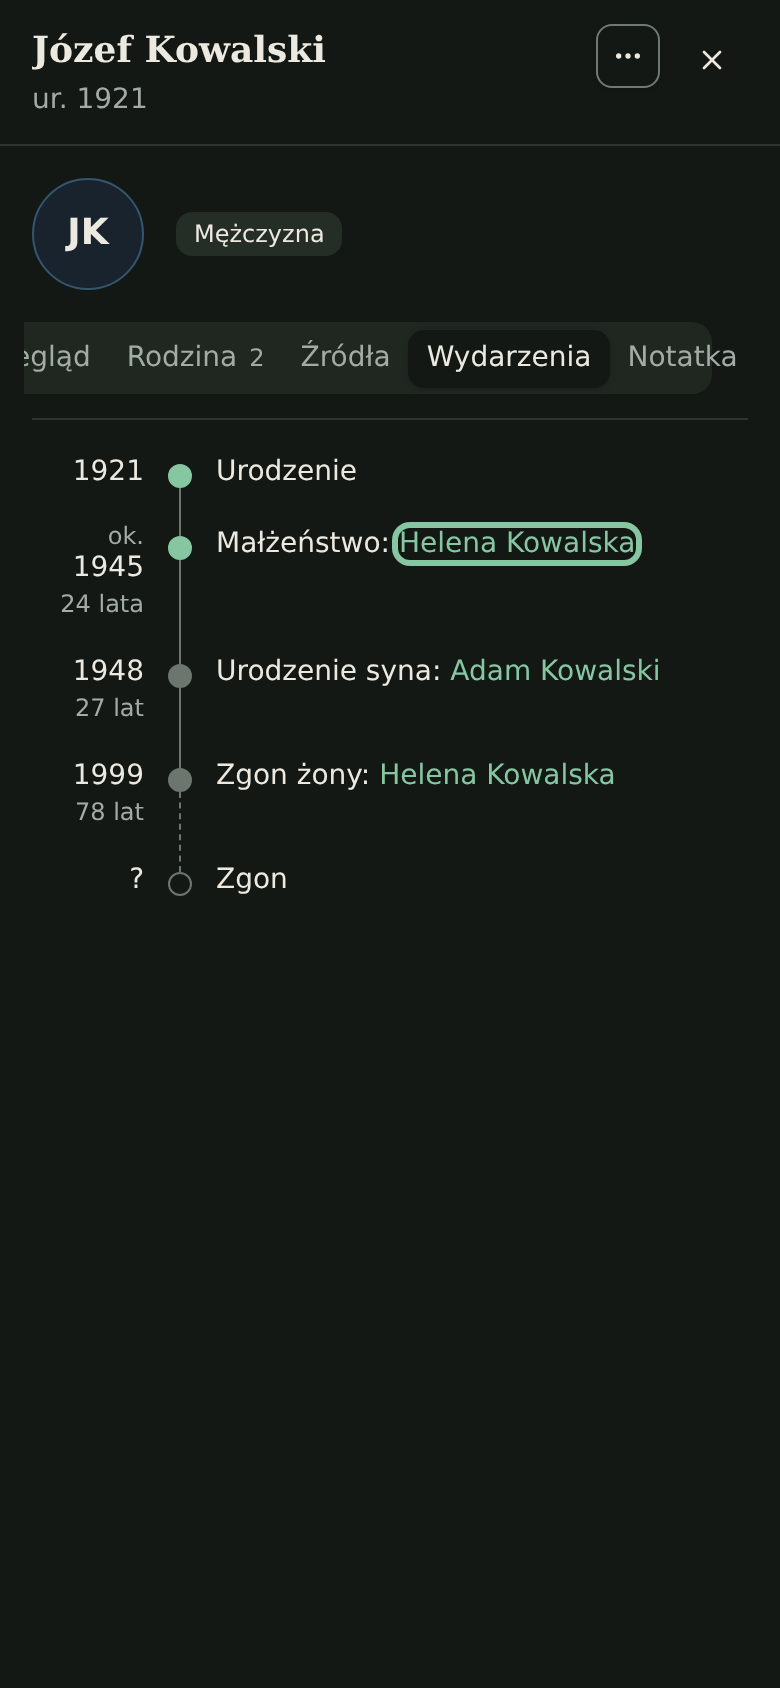 Józef Kowalski
ur. 1921
JK
Mężczyzna
egląd Rodzina 2 Źródła Wydarzenia Notatka
1921 Urodzenie
ok. 1945 Małżeństwo: Helena Kowalska
24 lata
1948 Urodzenie syna: Adam Kowalski
27 lat
1999 Zgon żony: Helena Kowalska
78 lat
? Zgon